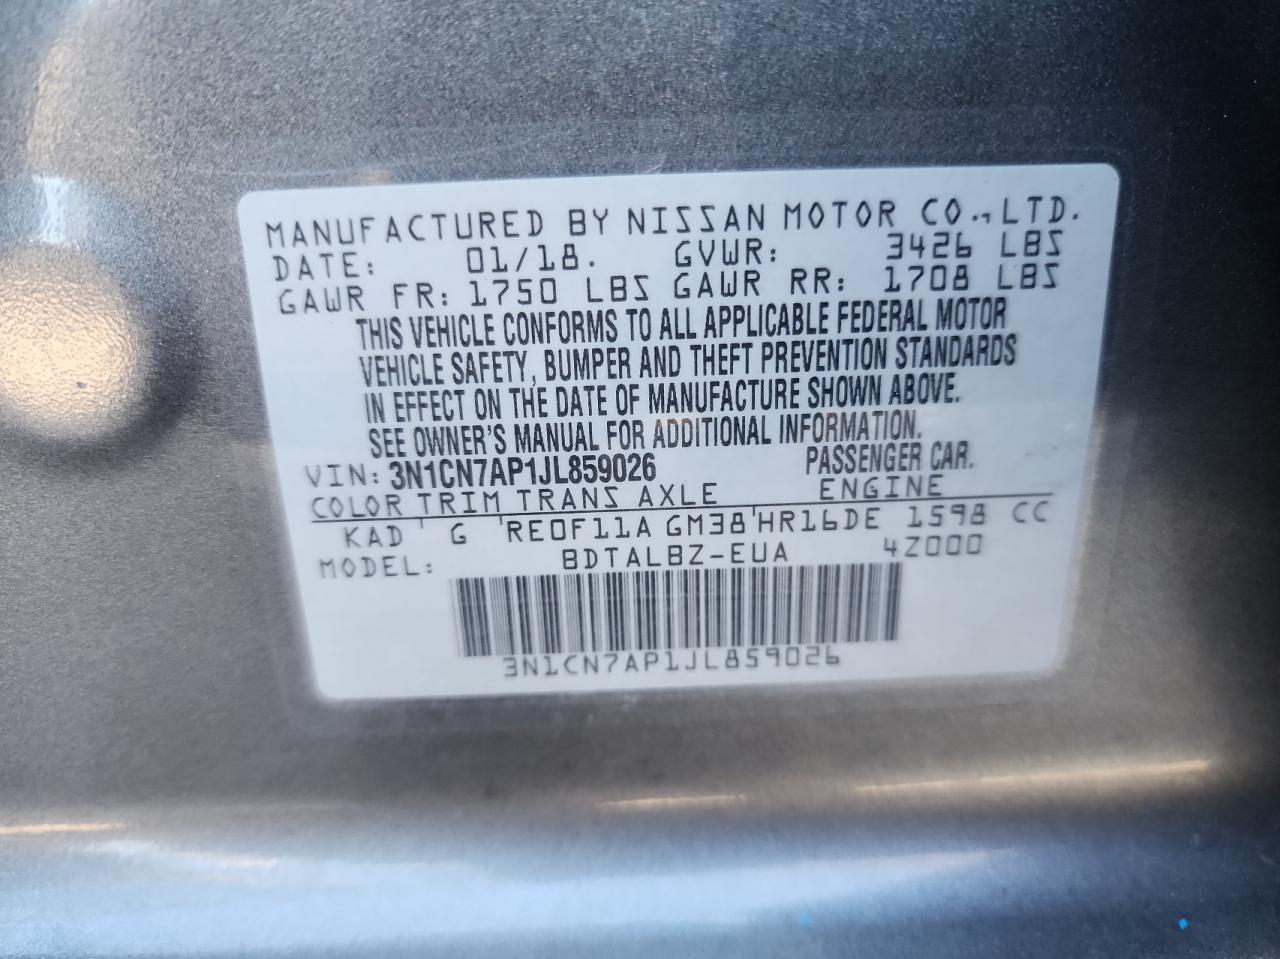 MANUFACTURED BY NISSAN MOTOR CO., LTD.
DATE: 01/18. GVWR: 3426 LBS
GAWR FR: 1750 LBS GAWR RR: 1708 LBS
THIS VEHICLE CONFORMS TO ALL APPLICABLE FEDERAL MOTOR
VEHICLE SAFETY, BUMPER AND THEFT PREVENTION STANDARDS
IN EFFECT ON THE DATE OF MANUFACTURE SHOWN ABOVE.
SEE OWNER'S MANUAL FOR ADDITIONAL INFORMATION.
VIN: 3N1CN7AP1JL859026 PASSENGER CAR.
COLOR TRIM TRANS AXLE ENGINE
KAD G RE0F11A GM38 HR16DE 1598 CC
MODEL: BDTALBZ-EUA 4Z000
3N1CN7AP1JL859026